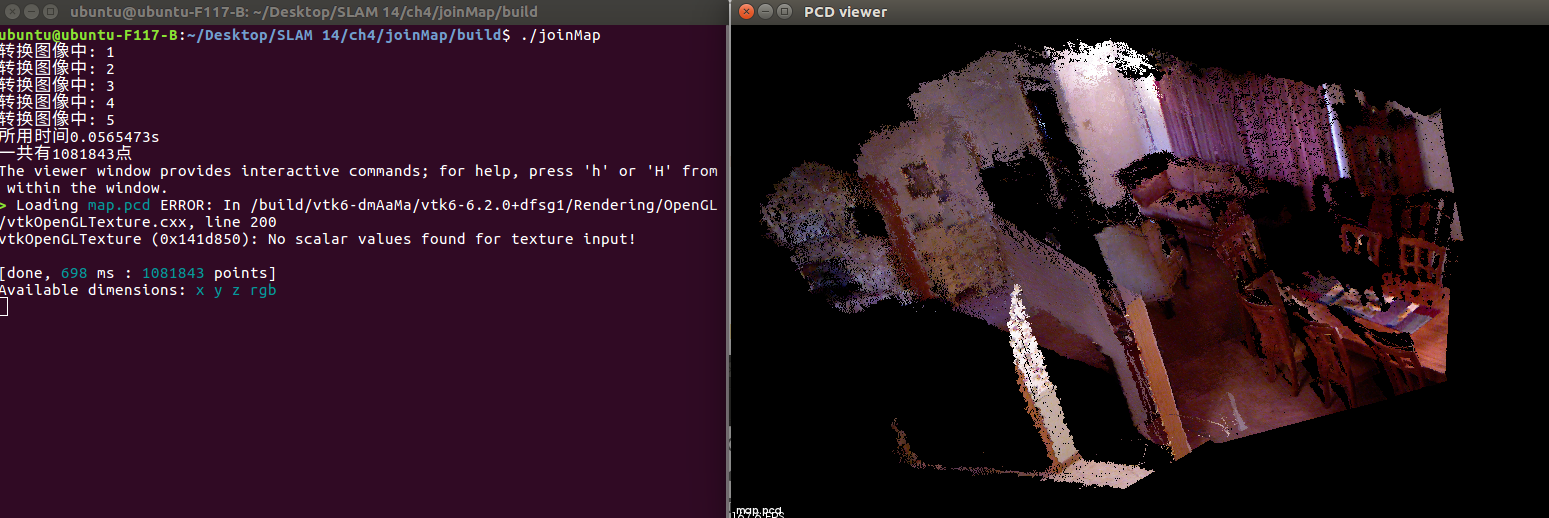 ubuntu@ubuntu-F117-B: ~/Desktop/SLAM 14/ch4/joinMap/build
ubuntu@ubuntu-F117-B:~/Desktop/SLAM 14/ch4/joinMap/build$ ./joinMap
转换图像中: 1
转换图像中: 2
转换图像中: 3
转换图像中: 4
转换图像中: 5
所用时间0.0565473s
一共有1081843点
The viewer window provides interactive commands; for help, press 'h' or 'H' from
within the window.
> Loading map.pcd ERROR: In /build/vtk6-dmAaMa/vtk6-6.2.0+dfsg1/Rendering/OpenGL
/vtkOpenGLTexture.cxx, line 200
vtkOpenGLTexture (0x141d850): No scalar values found for texture input!
[done, 698 ms : 1081843 points]
Available dimensions: x y z rgb
PCD viewer
map.pcd
FPS